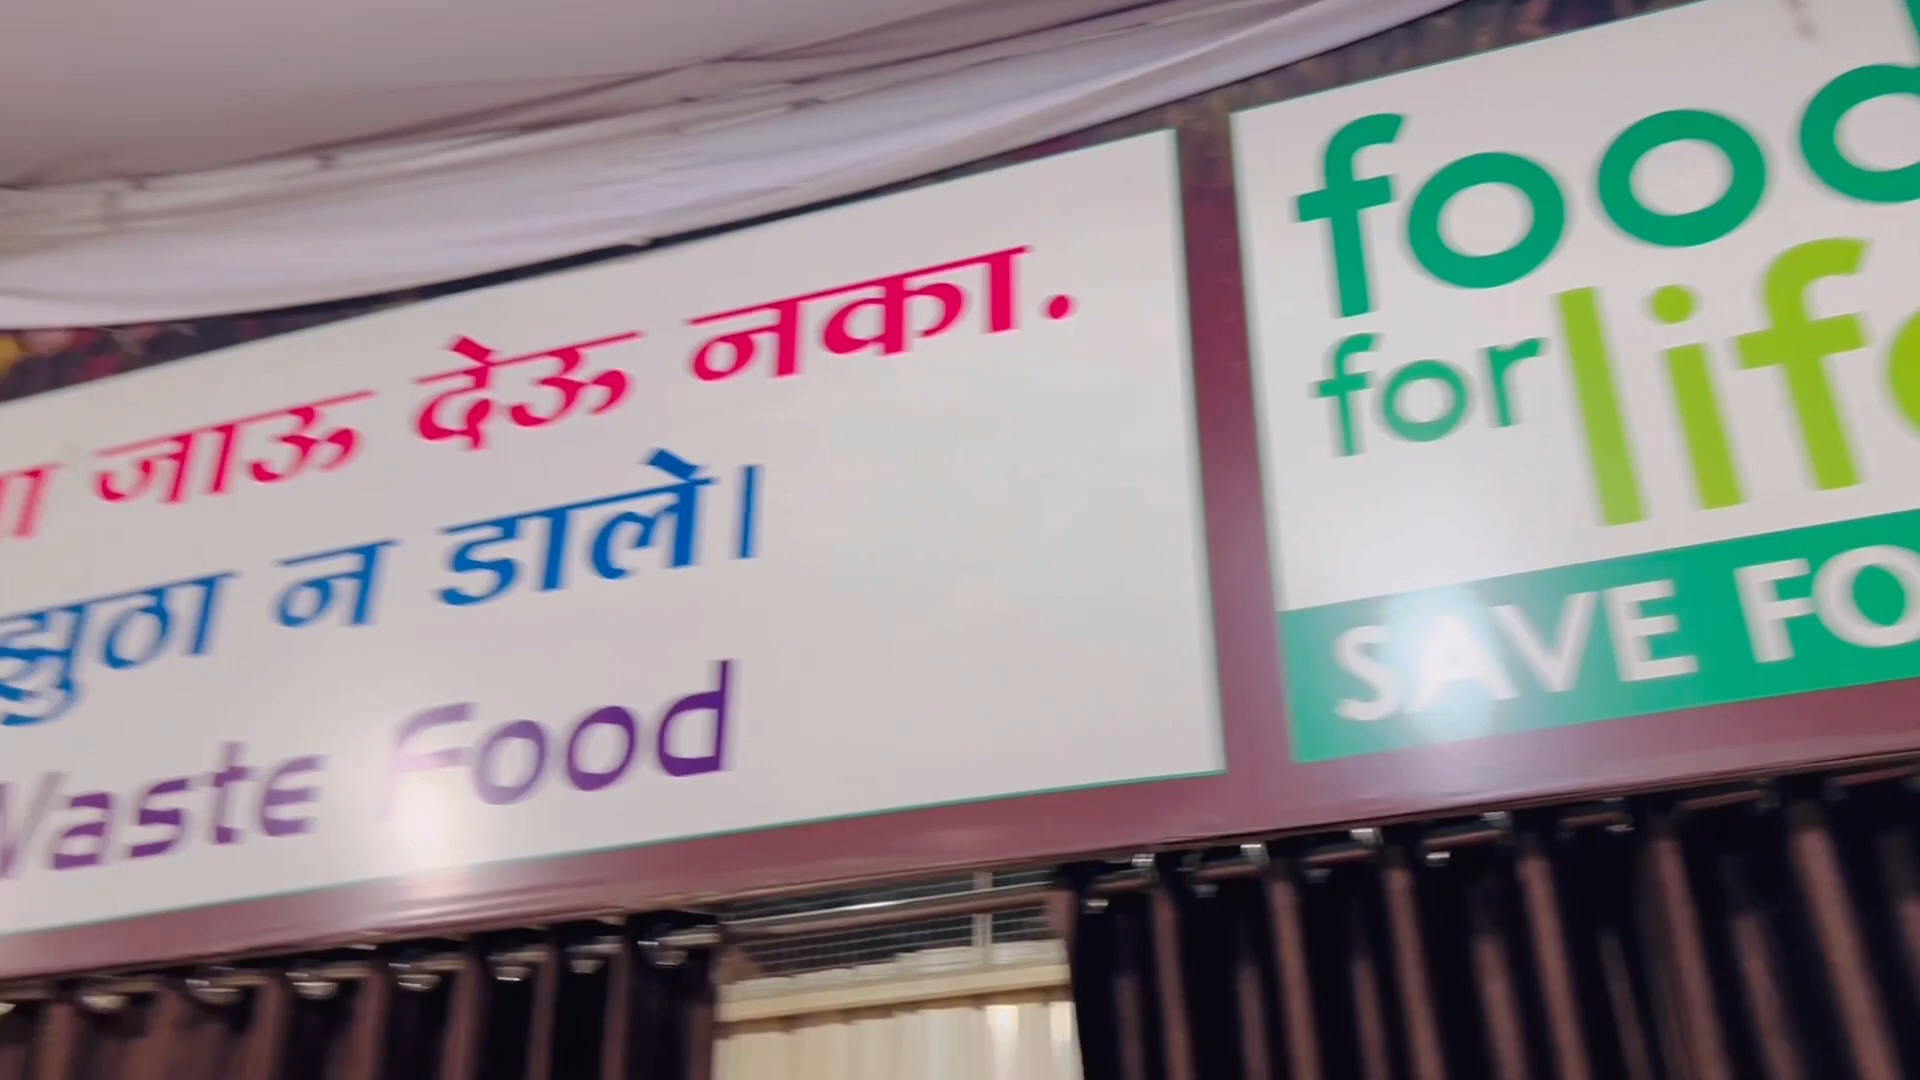 जाऊ देऊ नका.
झुठा न डाले।
Waste Food
food
for life
SAVE FO